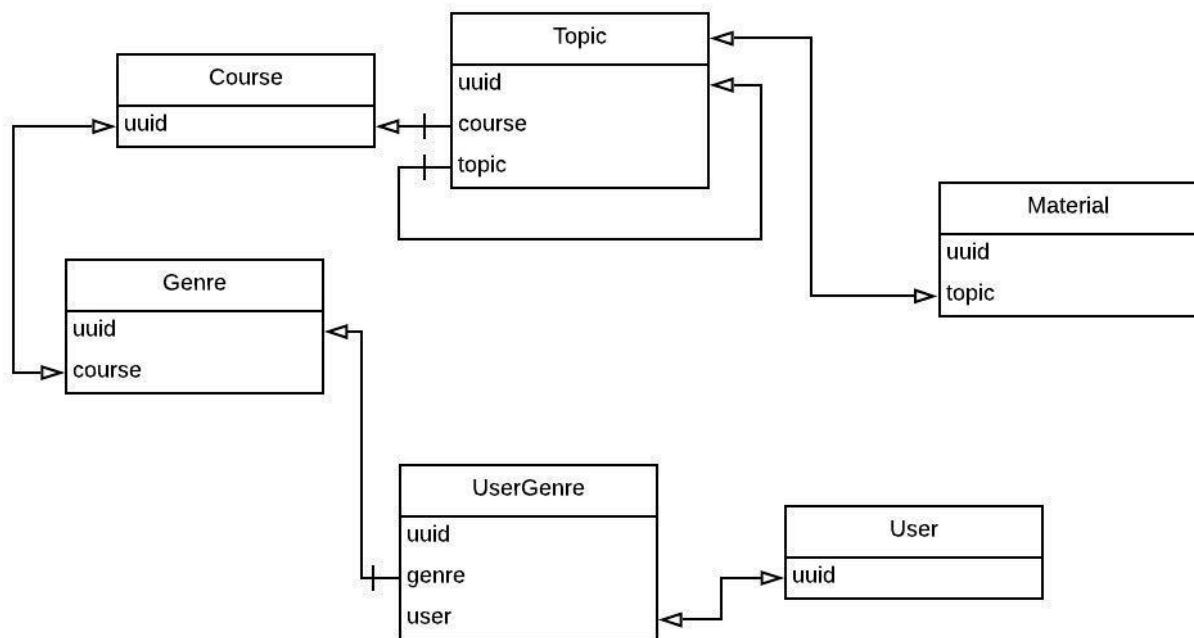 Topic
uuid
course
topic
Course
uuid
Material
uuid
topic
Genre
uuid
course
UserGenre
uuid
genre
user
User
uuid